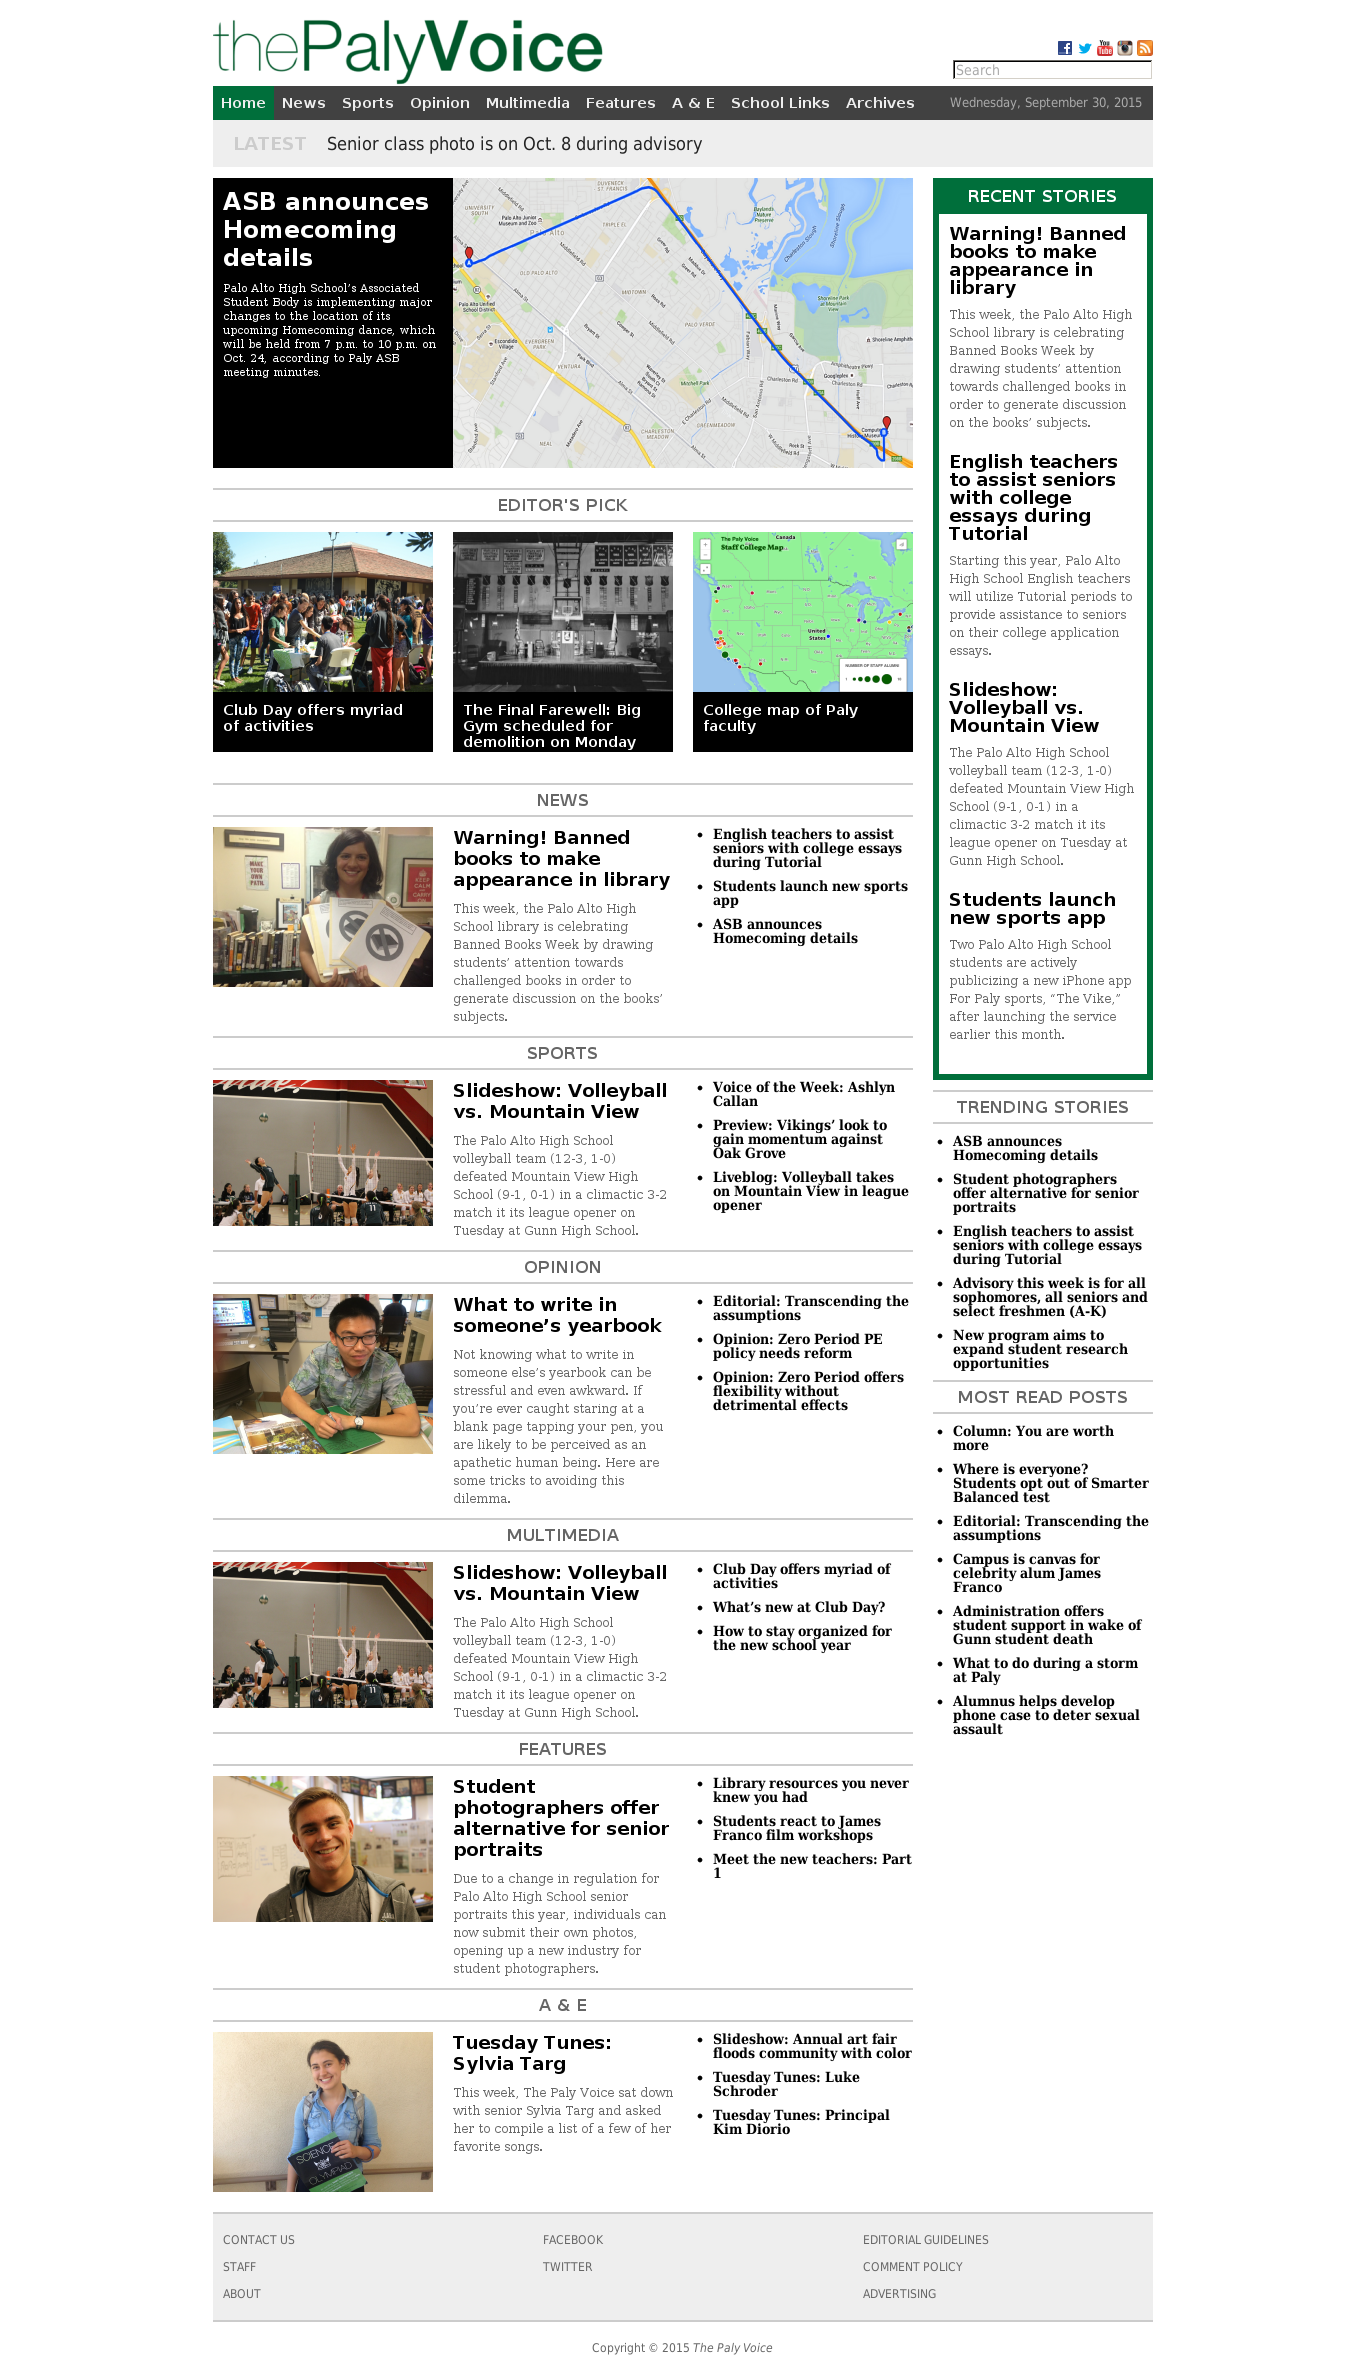 thePalyVoice
Search
Home News Sports Opinion Multimedia Features A & E School Links Archives Wednesday, September 30, 2015
LATEST Senior class photo is on Oct. 8 during advisory
ASB announces
Homecoming
details
Palo Alto High School’s Associated
Student Body is implementing major
changes to the location of its
upcoming Homecoming dance, which
will be held from 7 p.m. to 10 p.m. on
Oct. 24, according to Paly ASB
meeting minutes.
EDITOR'S PICK
The Paly Voice
Staff College Map
Canada
United
States
NUMBER OF STAFF ALUMNI
Club Day offers myriad
of activities
The Final Farewell: Big
Gym scheduled for
demolition on Monday
College map of Paly
faculty
NEWS
MAKE
YOUR
OWN
PATH
KEEP
CALM
AND
CARRY
Warning! Banned
books to make
appearance in library
This week, the Palo Alto High
School library is celebrating
Banned Books Week by drawing
students’ attention towards
challenged books in order to
generate discussion on the books’
subjects.
English teachers to assist
seniors with college essays
during Tutorial
Students launch new sports
app
ASB announces
Homecoming details
SPORTS
Slideshow: Volleyball
vs. Mountain View
The Palo Alto High School
volleyball team (12-3, 1-0)
defeated Mountain View High
School (9-1, 0-1) in a climactic 3-2
match it its league opener on
Tuesday at Gunn High School.
Voice of the Week: Ashlyn
Callan
Preview: Vikings’ look to
gain momentum against
Oak Grove
Liveblog: Volleyball takes
on Mountain View in league
opener
OPINION
What to write in
someone’s yearbook
Not knowing what to write in
someone else’s yearbook can be
stressful and even awkward. If
you’re ever caught staring at a
blank page tapping your pen, you
are likely to be perceived as an
apathetic human being. Here are
some tricks to avoiding this
dilemma.
Editorial: Transcending the
assumptions
Opinion: Zero Period PE
policy needs reform
Opinion: Zero Period offers
flexibility without
detrimental effects
MULTIMEDIA
Slideshow: Volleyball
vs. Mountain View
The Palo Alto High School
volleyball team (12-3, 1-0)
defeated Mountain View High
School (9-1, 0-1) in a climactic 3-2
match it its league opener on
Tuesday at Gunn High School.
Club Day offers myriad of
activities
What’s new at Club Day?
How to stay organized for
the new school year
FEATURES
Student
photographers offer
alternative for senior
portraits
Due to a change in regulation for
Palo Alto High School senior
portraits this year, individuals can
now submit their own photos,
opening up a new industry for
student photographers.
Library resources you never
knew you had
Students react to James
Franco film workshops
Meet the new teachers: Part
1
A & E
SCIENCE
OLYMPIAD
Tuesday Tunes:
Sylvia Targ
This week, The Paly Voice sat down
with senior Sylvia Targ and asked
her to compile a list of a few of her
favorite songs.
Slideshow: Annual art fair
floods community with color
Tuesday Tunes: Luke
Schroder
Tuesday Tunes: Principal
Kim Diorio
RECENT STORIES
Warning! Banned
books to make
appearance in
library
This week, the Palo Alto High
School library is celebrating
Banned Books Week by
drawing students’ attention
towards challenged books in
order to generate discussion
on the books’ subjects.
English teachers
to assist seniors
with college
essays during
Tutorial
Starting this year, Palo Alto
High School English teachers
will utilize Tutorial periods to
provide assistance to seniors
on their college application
essays.
Slideshow:
Volleyball vs.
Mountain View
The Palo Alto High School
volleyball team (12-3, 1-0)
defeated Mountain View High
School (9-1, 0-1) in a
climactic 3-2 match it its
league opener on Tuesday at
Gunn High School.
Students launch
new sports app
Two Palo Alto High School
students are actively
publicizing a new iPhone app
For Paly sports, “The Vike,”
after launching the service
earlier this month.
TRENDING STORIES
ASB announces
Homecoming details
Student photographers
offer alternative for senior
portraits
English teachers to assist
seniors with college essays
during Tutorial
Advisory this week is for all
sophomores, all seniors and
select freshmen (A-K)
New program aims to
expand student research
opportunities
MOST READ POSTS
Column: You are worth
more
Where is everyone?
Students opt out of Smarter
Balanced test
Editorial: Transcending the
assumptions
Campus is canvas for
celebrity alum James
Franco
Administration offers
student support in wake of
Gunn student death
What to do during a storm
at Paly
Alumnus helps develop
phone case to deter sexual
assault
CONTACT US FACEBOOK EDITORIAL GUIDELINES
STAFF TWITTER COMMENT POLICY
ABOUT ADVERTISING
Copyright © 2015 The Paly Voice